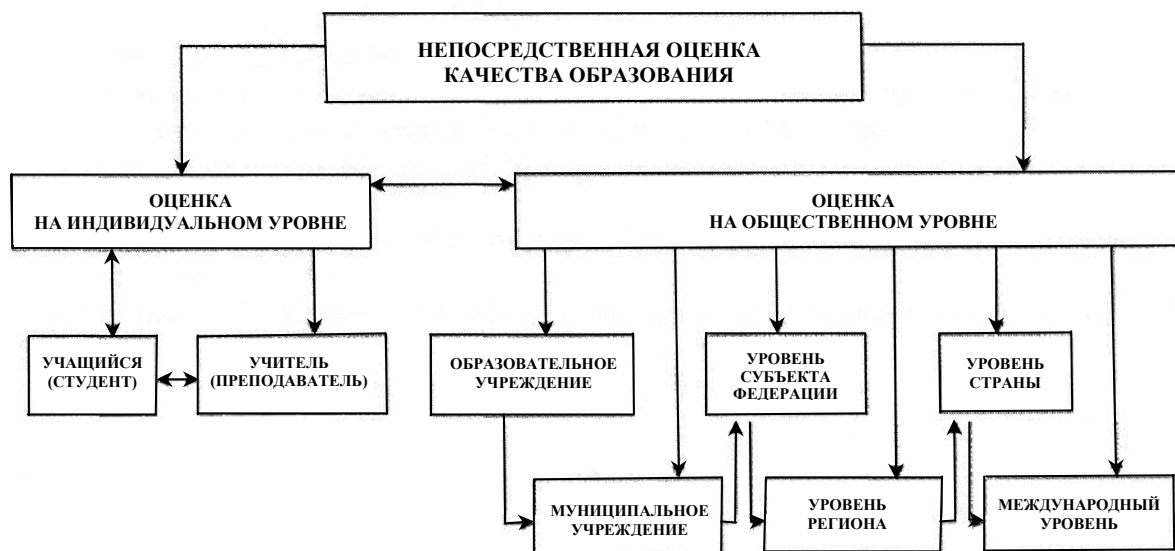 НЕПОСРЕДСТВЕННАЯ ОЦЕНКА
КАЧЕСТВА ОБРАЗОВАНИЯ
ОЦЕНКА
НА ИНДИВИДУАЛЬНОМ УРОВНЕ
ОЦЕНКА
НА ОБЩЕСТВЕННОМ УРОВНЕ
УЧАЩИЙСЯ
(СТУДЕНТ)
УЧИТЕЛЬ
(ПРЕПОДАВАТЕЛЬ)
ОБРАЗОВАТЕЛЬНОЕ
УЧРЕЖДЕНИЕ
УРОВЕНЬ
СУБЪЕКТА
ФЕДЕРАЦИИ
УРОВЕНЬ
СТРАНЫ
МУНИЦИПАЛЬНОЕ
УЧРЕЖДЕНИЕ
УРОВЕНЬ
РЕГИОНА
МЕЖДУНАРОДНЫЙ
УРОВЕНЬ